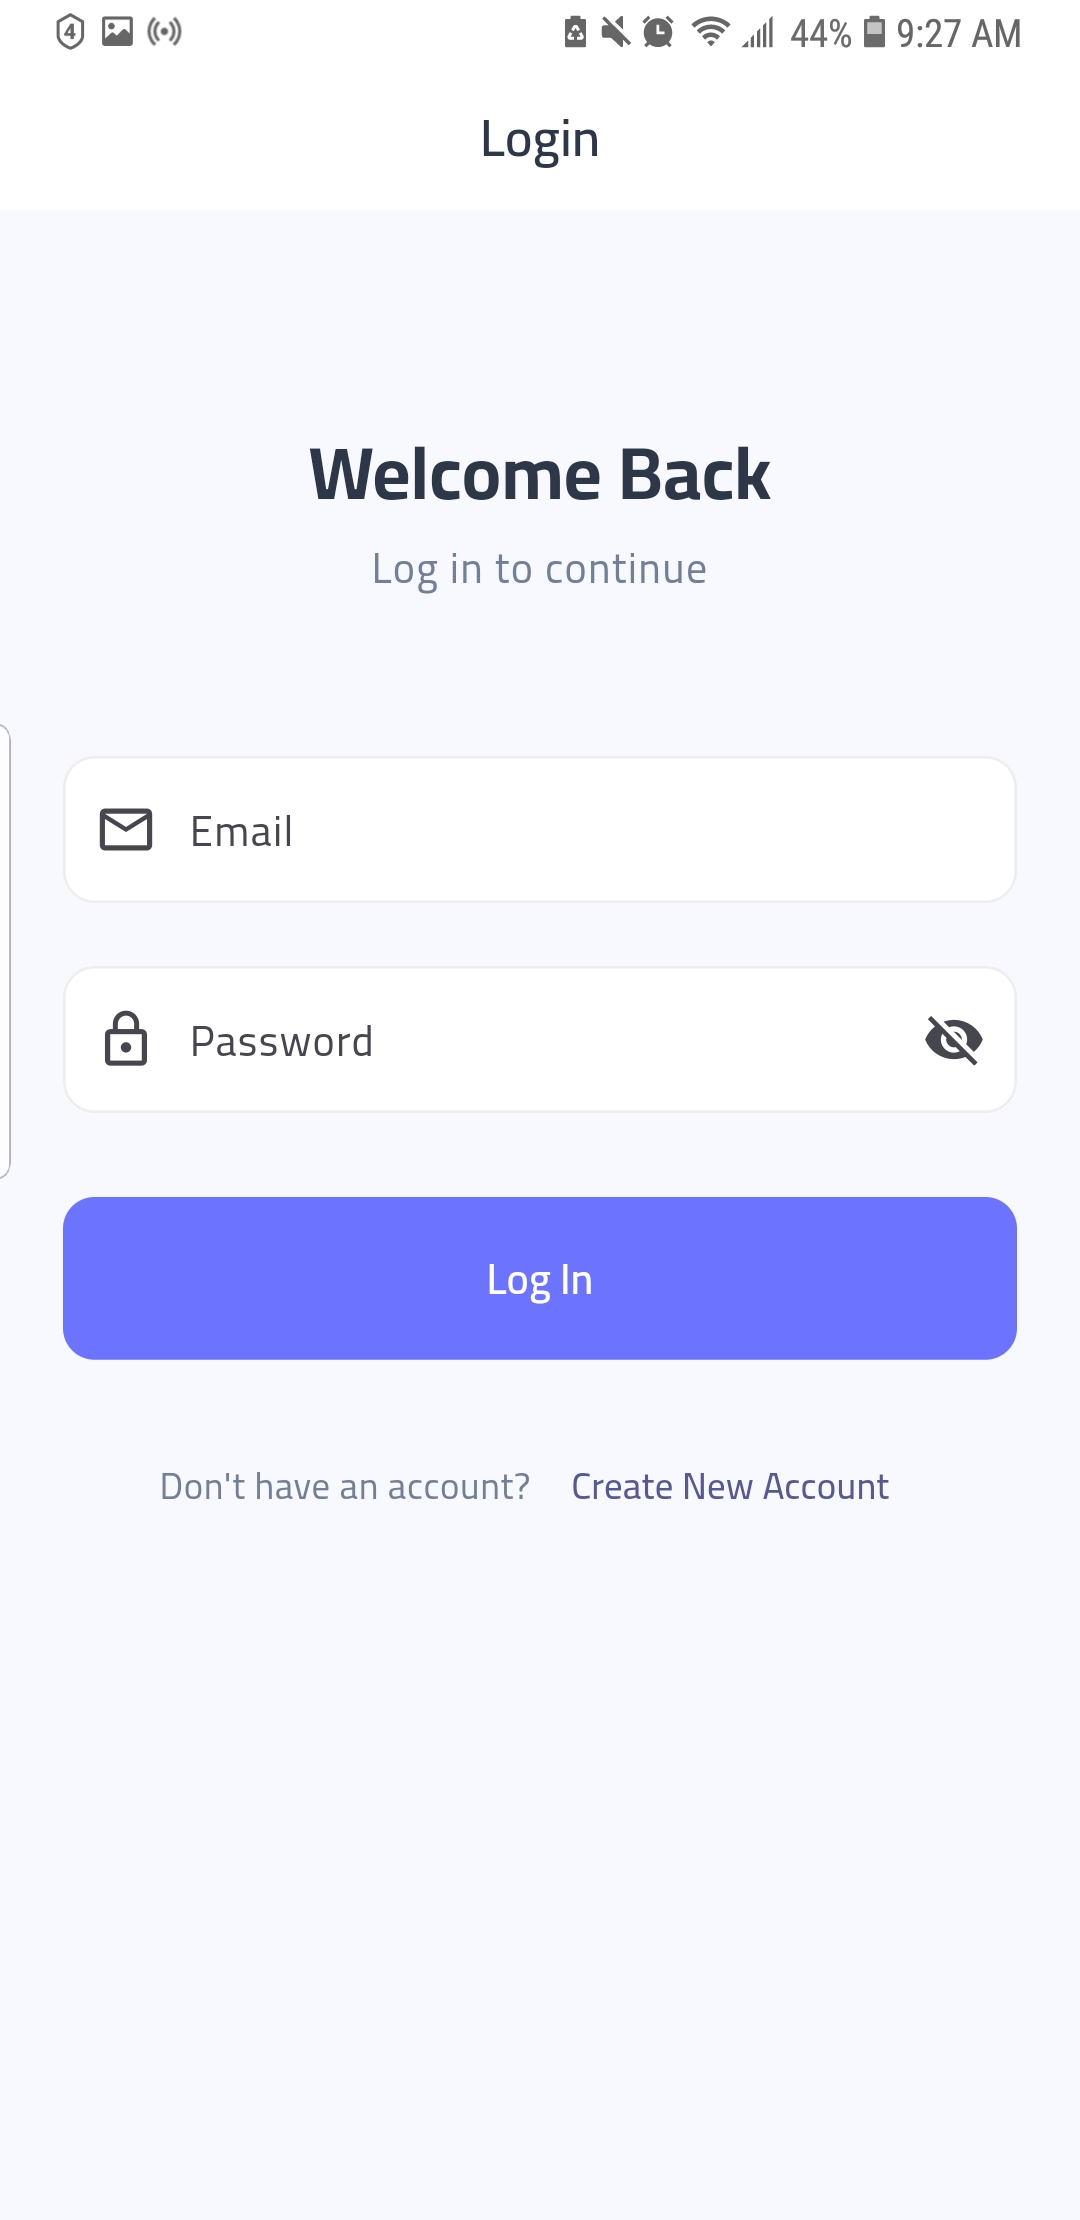 4 44% 9:27 AM
Login
Welcome Back
Log in to continue
Email
Password
Log In
Don't have an account? Create New Account